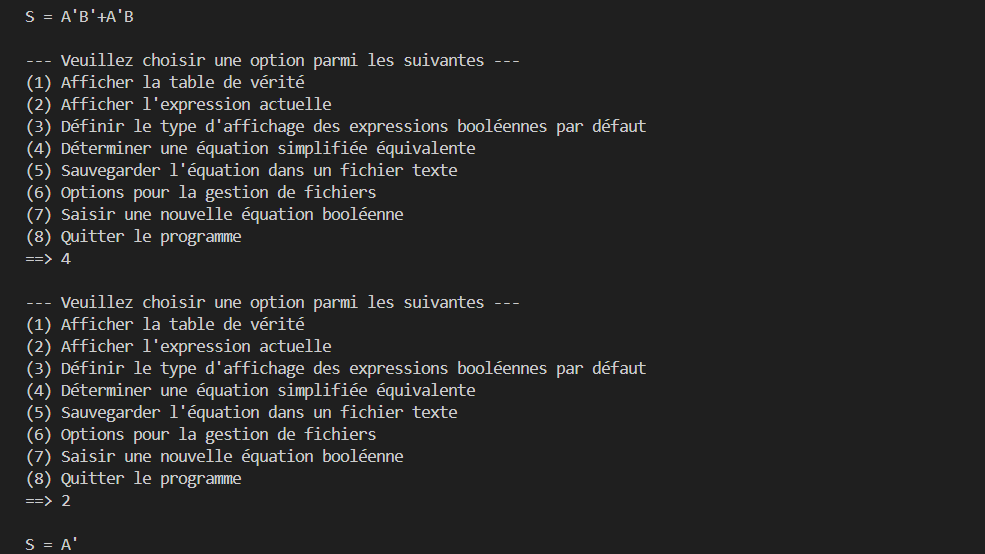 S = A'B'+A'B
--- Veuillez choisir une option parmi les suivantes ---
(1) Afficher la table de vérité
(2) Afficher l'expression actuelle
(3) Définir le type d'affichage des expressions booléennes par défaut
(4) Déterminer une équation simplifiée équivalente
(5) Sauvegarder l'équation dans un fichier texte
(6) Options pour la gestion de fichiers
(7) Saisir une nouvelle équation booléenne
(8) Quitter le programme
==> 4
--- Veuillez choisir une option parmi les suivantes ---
(1) Afficher la table de vérité
(2) Afficher l'expression actuelle
(3) Définir le type d'affichage des expressions booléennes par défaut
(4) Déterminer une équation simplifiée équivalente
(5) Sauvegarder l'équation dans un fichier texte
(6) Options pour la gestion de fichiers
(7) Saisir une nouvelle équation booléenne
(8) Quitter le programme
==> 2
S = A'